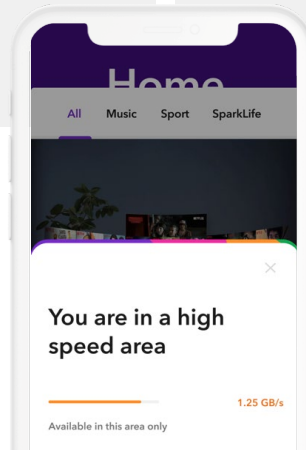 Home
All Music Sport SparkLife
You are in a high
speed area
1.25 GB/s
Available in this area only